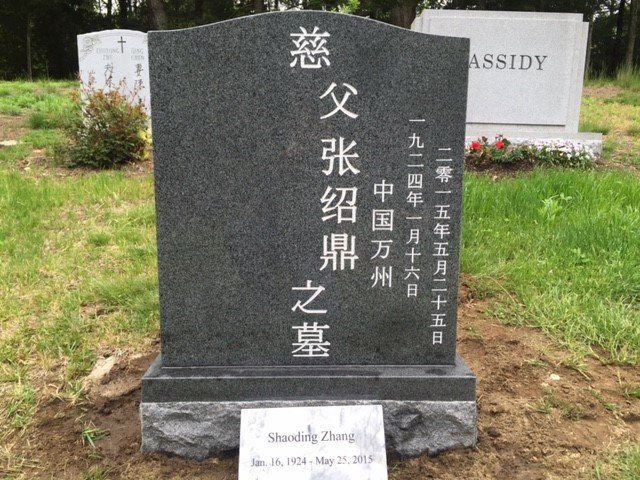 慈父张绍鼎之墓
中国万州
一九二四年一月十六日
二零一五年五月二十五日
Shaoding Zhang
Jan. 16, 1924 - May 25, 2015
ASSIDY